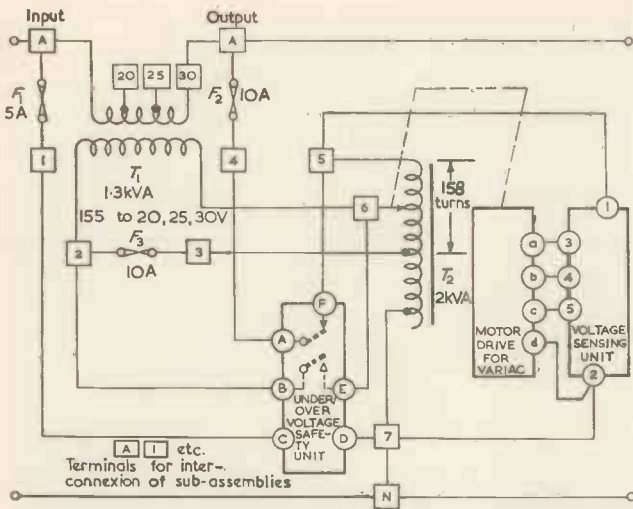 Input
Output
A
A
20
25
30
F₁
5A
F₂
10A
1
4
5
T₁
1·3kVA
155 to 20, 25, 30V
6
158
turns
F₃
10A
2
3
T₂
2kVA
1
a
3
b
4
c
5
d
MOTOR
DRIVE
FOR
VARIAC
VOLTAGE
SENSING
UNIT
2
F
A
B
E
UNDER/
OVER
VOLTAGE
SAFE-
TY
UNIT
C
D
7
A 1 etc.
Terminals for inter-
connexion of sub-assemblies
N